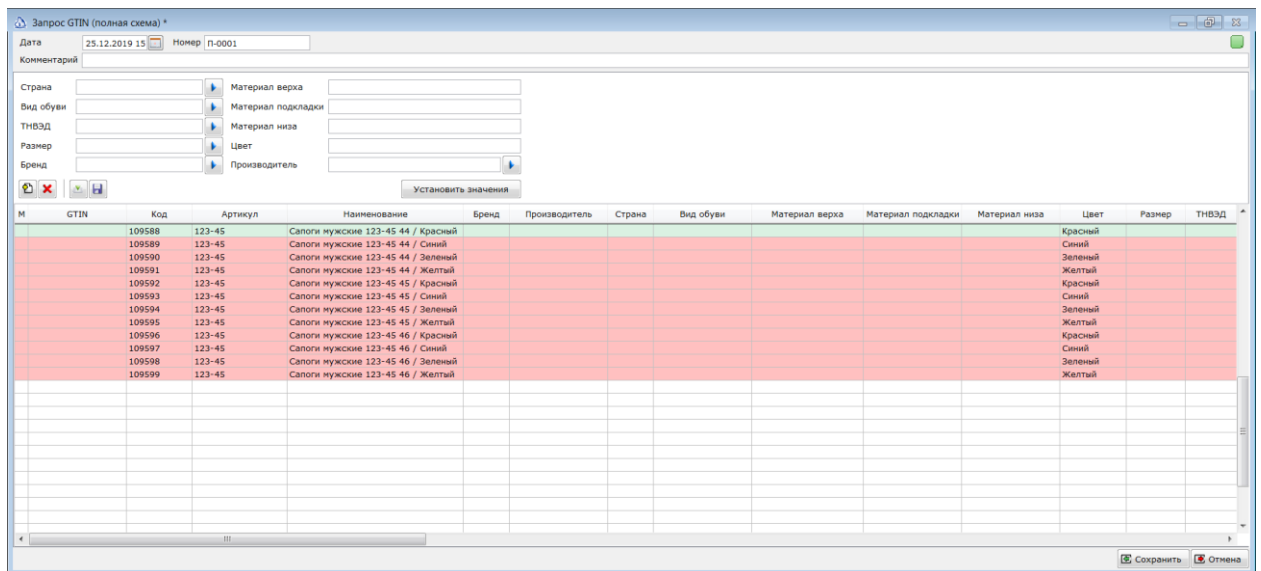 Запрос GTIN (полная схема) *
Дата 25.12.2019 15 Номер П-0001
Комментарий
Страна Материал верха
Вид обуви Материал подкладки
ТНВЭД Материал низа
Размер Цвет
Бренд Производитель
Установить значения
М GTIN Код Артикул Наименование Бренд Производитель Страна Вид обуви Материал верха Материал подкладки Материал низа Цвет Размер ТНВЭД
109588 123-45 Сапоги мужские 123-45 44 / Красный Красный
109589 123-45 Сапоги мужские 123-45 44 / Синий Синий
109590 123-45 Сапоги мужские 123-45 44 / Зеленый Зеленый
109591 123-45 Сапоги мужские 123-45 44 / Желтый Желтый
109592 123-45 Сапоги мужские 123-45 45 / Красный Красный
109593 123-45 Сапоги мужские 123-45 45 / Синий Синий
109594 123-45 Сапоги мужские 123-45 45 / Зеленый Зеленый
109595 123-45 Сапоги мужские 123-45 45 / Желтый Желтый
109596 123-45 Сапоги мужские 123-45 46 / Красный Красный
109597 123-45 Сапоги мужские 123-45 46 / Синий Синий
109598 123-45 Сапоги мужские 123-45 46 / Зеленый Зеленый
109599 123-45 Сапоги мужские 123-45 46 / Желтый Желтый
Сохранить Отмена